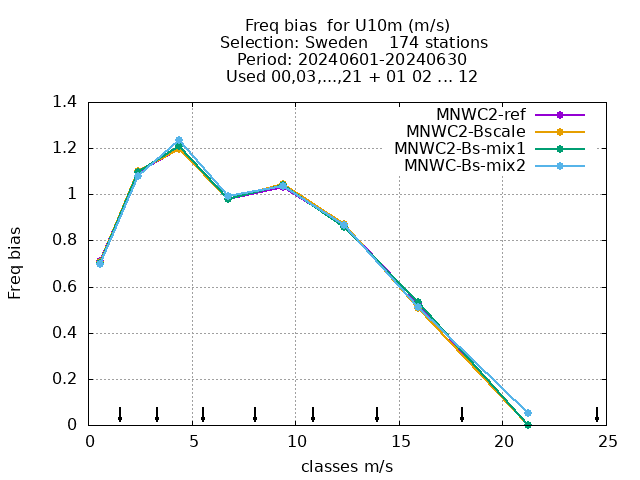 Freq bias  for U10m (m/s)
Selection: Sweden    174 stations
Period: 20240601-20240630
Used 00,03,...,21 + 01 02 ... 12
MNWC2-ref
MNWC2-Bscale
MNWC2-Bs-mix1
MNWC-Bs-mix2
1.4
1.2
1
0.8
0.6
0.4
0.2
0
Freq bias
0 5 10 15 20 25
classes m/s